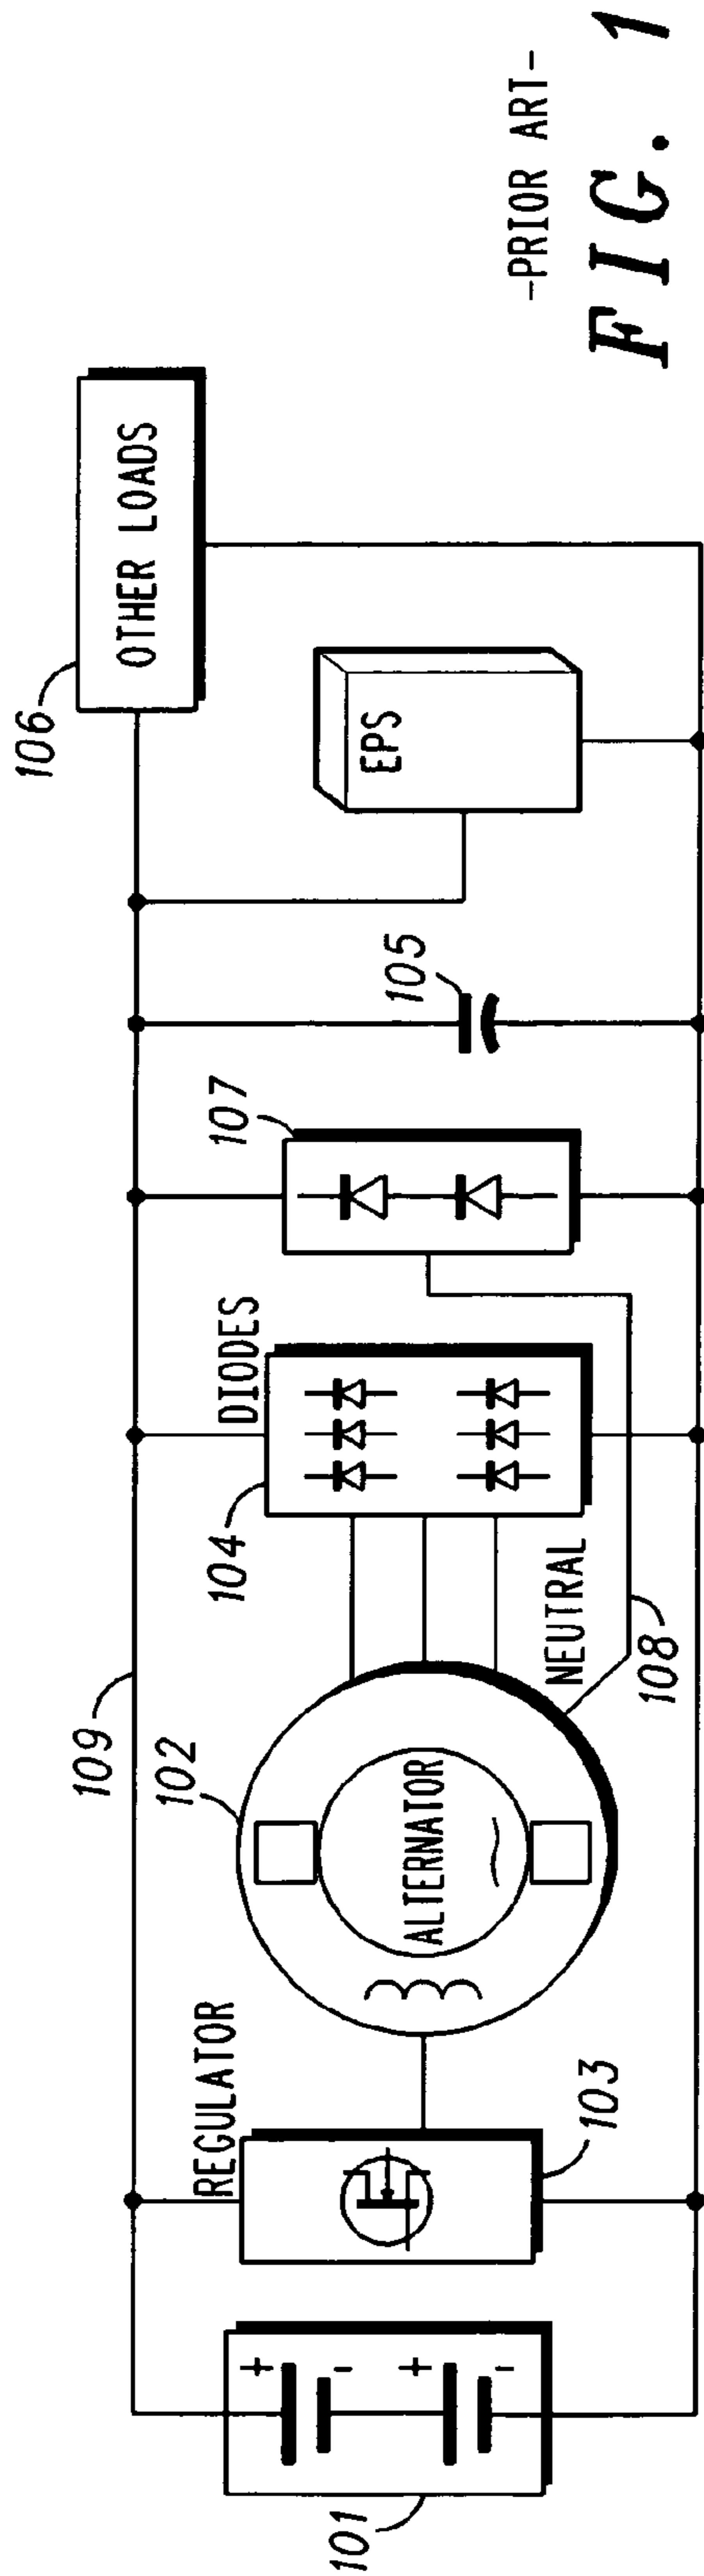 106
OTHER LOADS
109
102
REGULATOR
104
DIODES
107
105
EPS
+
-
+
-
ALTERNATOR
NEUTRAL
101
103
108
-PRIOR ART-
FIG. 1